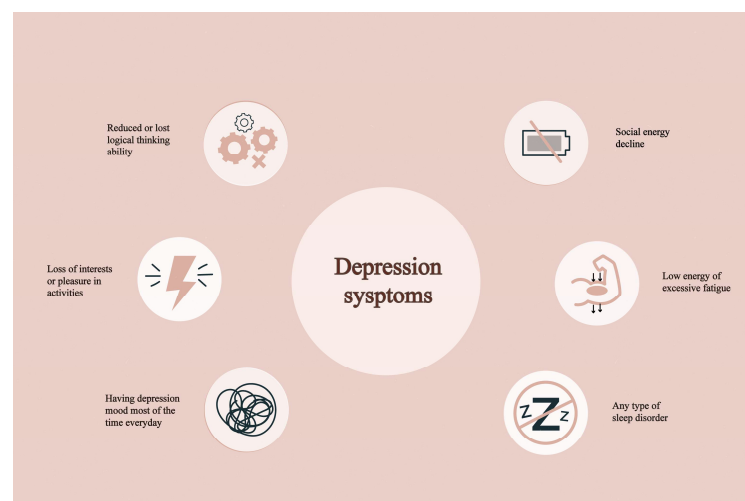 Reduced or lost
logical thinking
ability
Social energy
decline
Depression
sysptoms
Loss of interests
or pleasure in
activities
Low energy of
excessive fatigue
Having depression
mood most of the
time everyday
Z Z Z
Any type of
sleep disorder